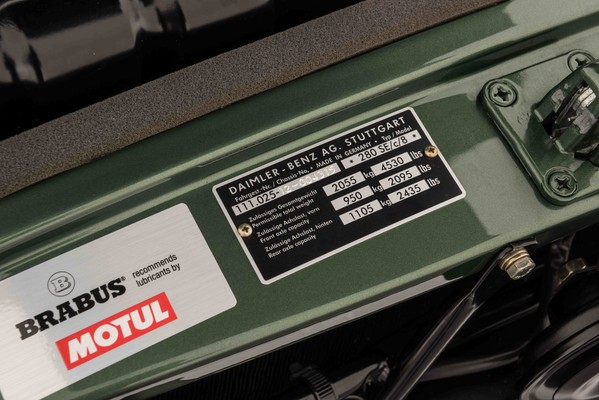 DAIMLER-BENZ AG, STUTTGART
Fahrgest.-Nr./Chassis-No. • MADE IN GERMANY • Typ/Model
111.025-12- • 280 SE/c/8 •
Zulässiges Gesamtgewicht
Permissible total weight 2055 kg 4530 lbs
Zulässige Achslast, vorn
Front axle capacity 950 kg 2095 lbs
Zulässige Achslast, hinten
Rear axle capacity 1105 kg 2435 lbs
B
BRABUS® recommends
lubricants by
MOTUL